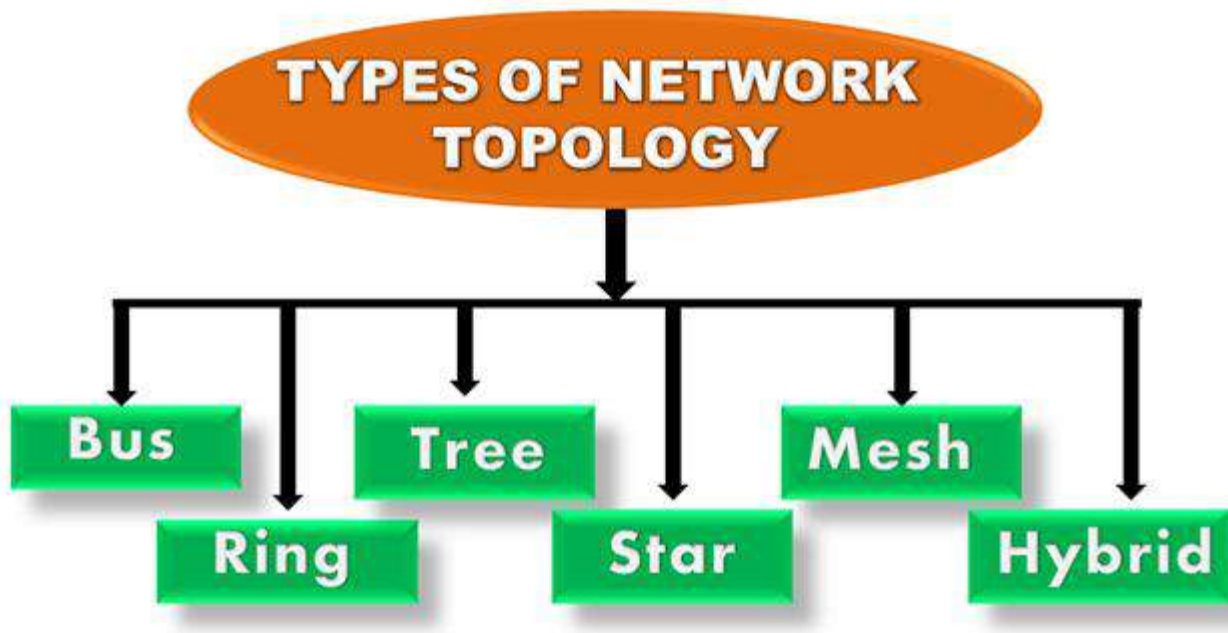 TYPES OF NETWORK
TOPOLOGY
Bus
Ring
Tree
Star
Mesh
Hybrid